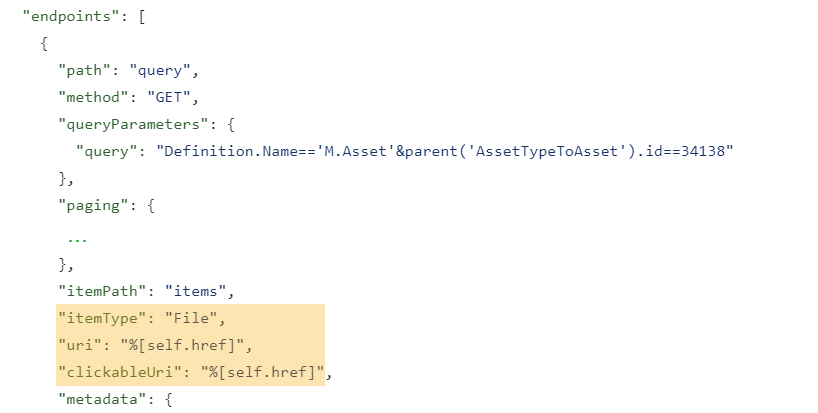 "endpoints": [
{
"path": "query",
"method": "GET",
"queryParameters": {
"query": "Definition.Name=='M.Asset'&parent('AssetTypeToAsset').id==34138"
},
"paging": {
...
},
"itemPath": "items",
"itemType": "File",
"uri": "%[self.href]",
"clickableUri": "%[self.href]",
"metadata": {